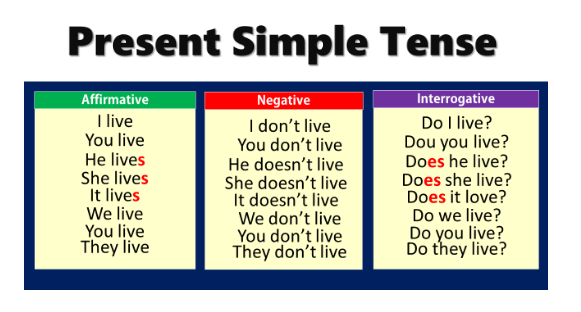 Present Simple Tense
Affirmative
I live
You live
He lives
She lives
It lives
We live
You live
They live
Negative
I don't live
You don't live
He doesn't live
She doesn't live
It doesn't live
We don't live
You don't live
They don't live
Interrogative
Do I live?
Dou you live?
Does he live?
Does she live?
Does it love?
Do we live?
Do you live?
Do they live?